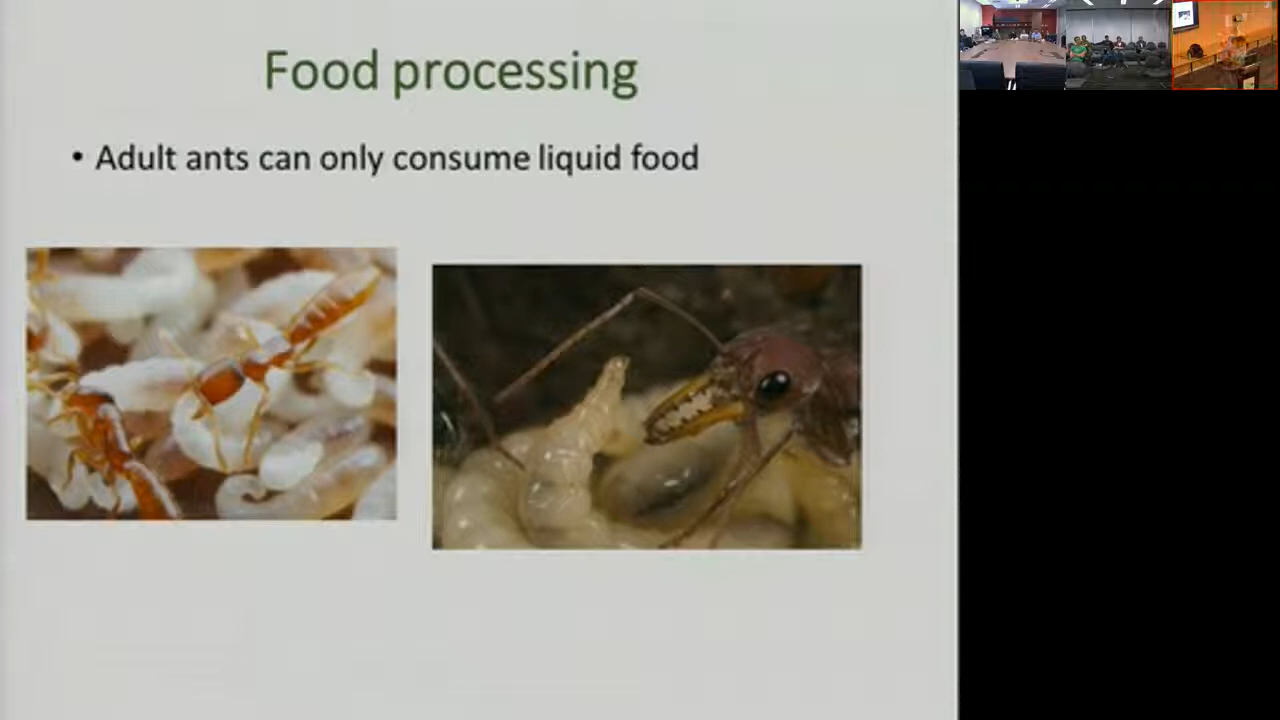 Food processing
• Adult ants can only consume liquid food